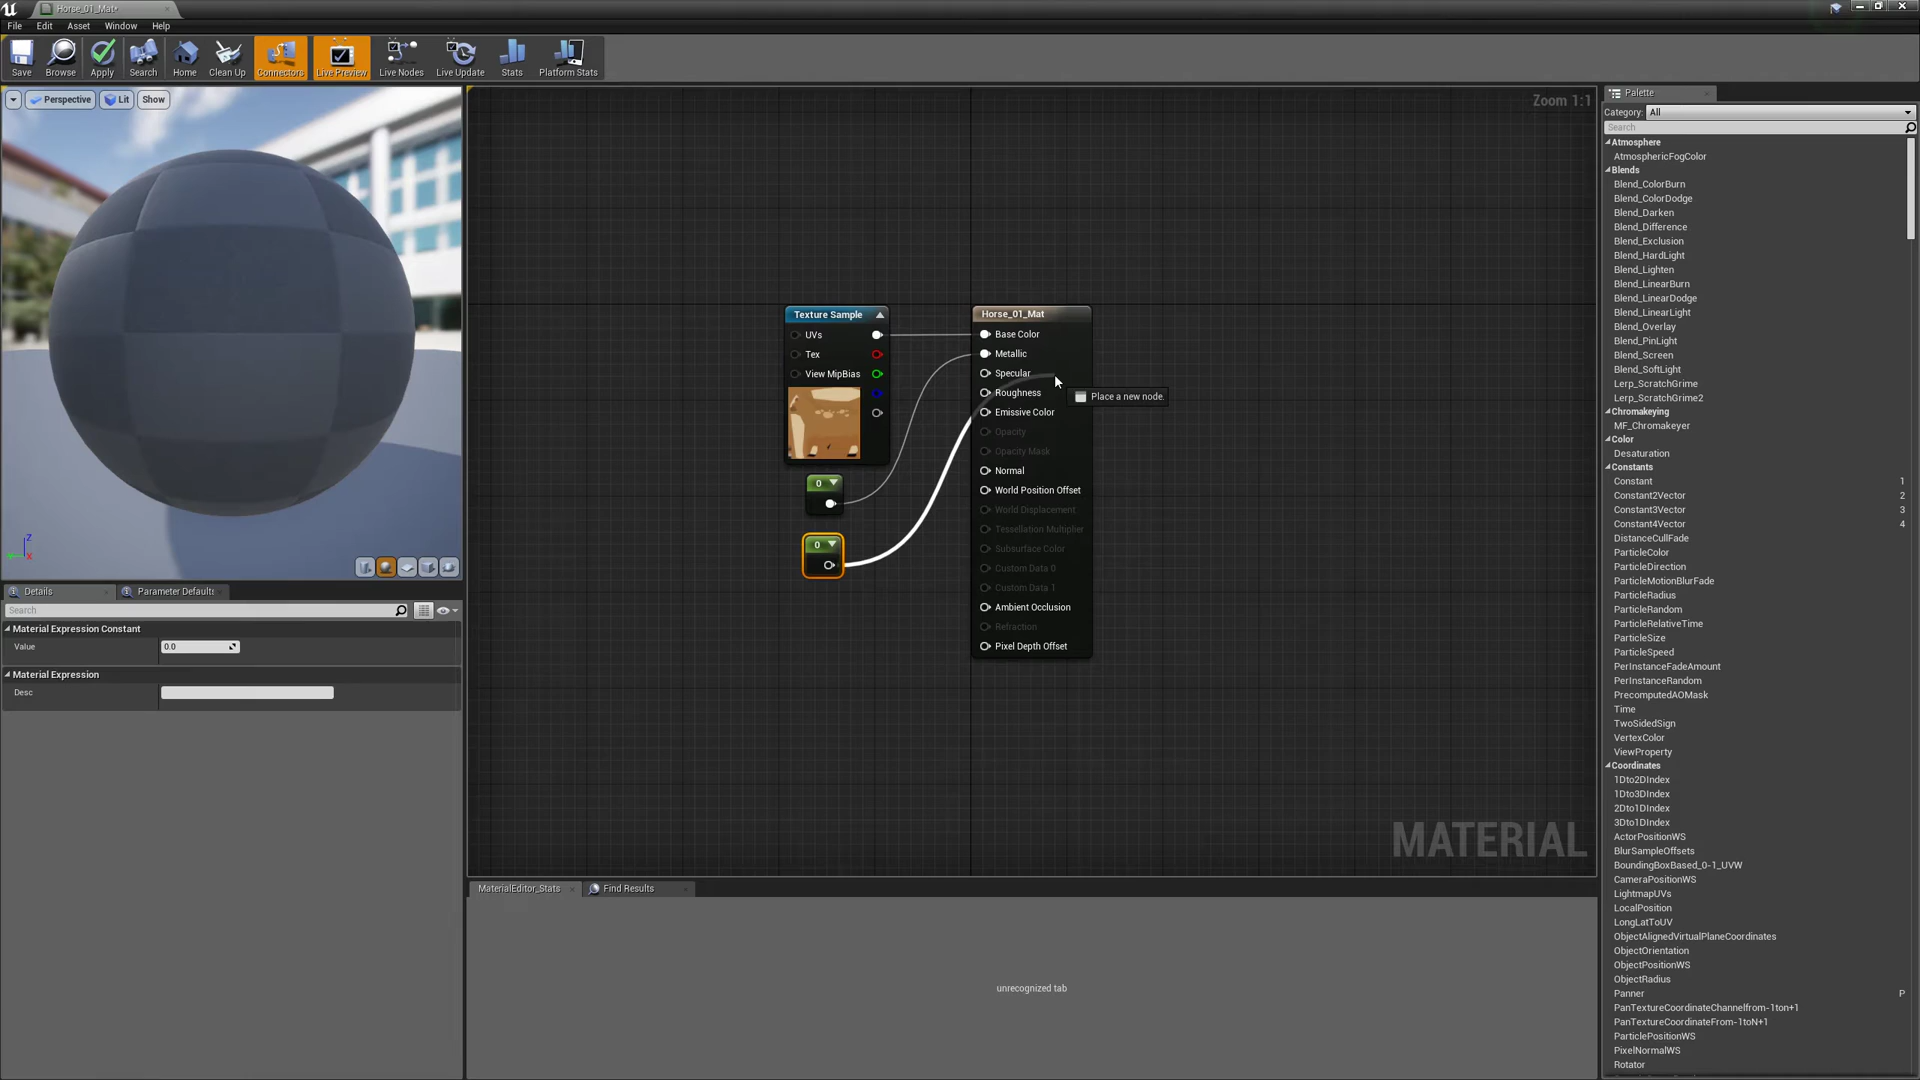 Horse_01_Mat*
File Edit Asset Window Help
Save Browse Apply Search Home Clean Up Connectors Live Preview Live Nodes Live Update Stats Platform Stats
Perspective Lit Show
Z
X
Details Parameter Defaults
Search
Material Expression Constant
Value 0.0
Material Expression
Desc
Zoom 1:1
Texture Sample
UVs
Tex
View MipBias
0
0
Horse_01_Mat
Base Color
Metallic
Specular
Roughness
Emissive Color
Opacity
Opacity Mask
Normal
World Position Offset
World Displacement
Tessellation Multiplier
Subsurface Color
Custom Data 0
Custom Data 1
Ambient Occlusion
Refraction
Pixel Depth Offset
Place a new node.
MATERIAL
MaterialEditor_Stats Find Results
unrecognized tab
Palette
Category: All
Search
Atmosphere
AtmosphericFogColor
Blends
Blend_ColorBurn
Blend_ColorDodge
Blend_Darken
Blend_Difference
Blend_Exclusion
Blend_HardLight
Blend_Lighten
Blend_LinearBurn
Blend_LinearDodge
Blend_LinearLight
Blend_Overlay
Blend_PinLight
Blend_Screen
Blend_SoftLight
Lerp_ScratchGrime
Lerp_ScratchGrime2
Chromakeying
MF_Chromakeyer
Color
Desaturation
Constants
Constant 1
Constant2Vector 2
Constant3Vector 3
Constant4Vector 4
DistanceCullFade
ParticleColor
ParticleDirection
ParticleMotionBlurFade
ParticleRadius
ParticleRandom
ParticleRelativeTime
ParticleSize
ParticleSpeed
PerInstanceFadeAmount
PerInstanceRandom
PrecomputedAOMask
Time
TwoSidedSign
VertexColor
ViewProperty
Coordinates
1Dto2DIndex
1Dto3DIndex
2Dto1DIndex
3Dto1DIndex
ActorPositionWS
BlurSampleOffsets
BoundingBoxBased_0-1_UVW
CameraPositionWS
LightmapUVs
LocalPosition
LongLatToUV
ObjectAlignedVirtualPlaneCoordinates
ObjectOrientation
ObjectPositionWS
ObjectRadius
Panner P
PanTextureCoordinateChannelfrom-1ton+1
PanTextureCoordinateFrom-1toN+1
ParticlePositionWS
PixelNormalWS
Rotator